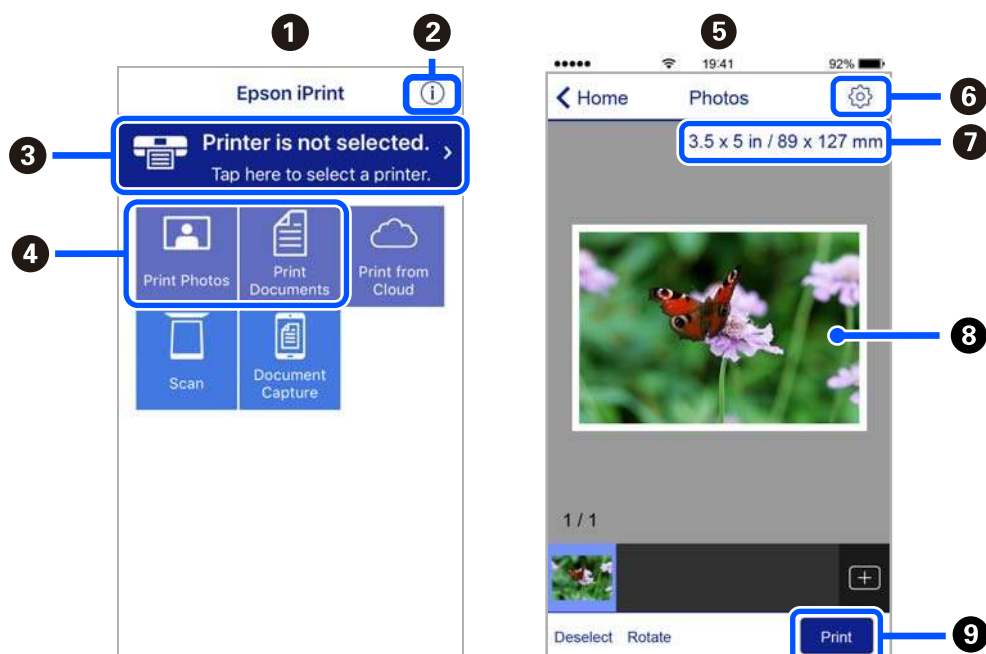 1
2
Epson iPrint
3
Printer is not selected.
Tap here to select a printer.
4
Print Photos
Print
Documents
Print from
Cloud
Scan
Document
Capture
5
19:41
92%
Home
Photos
6
3.5 x 5 in / 89 x 127 mm
7
8
1 / 1
Deselect
Rotate
Print
9